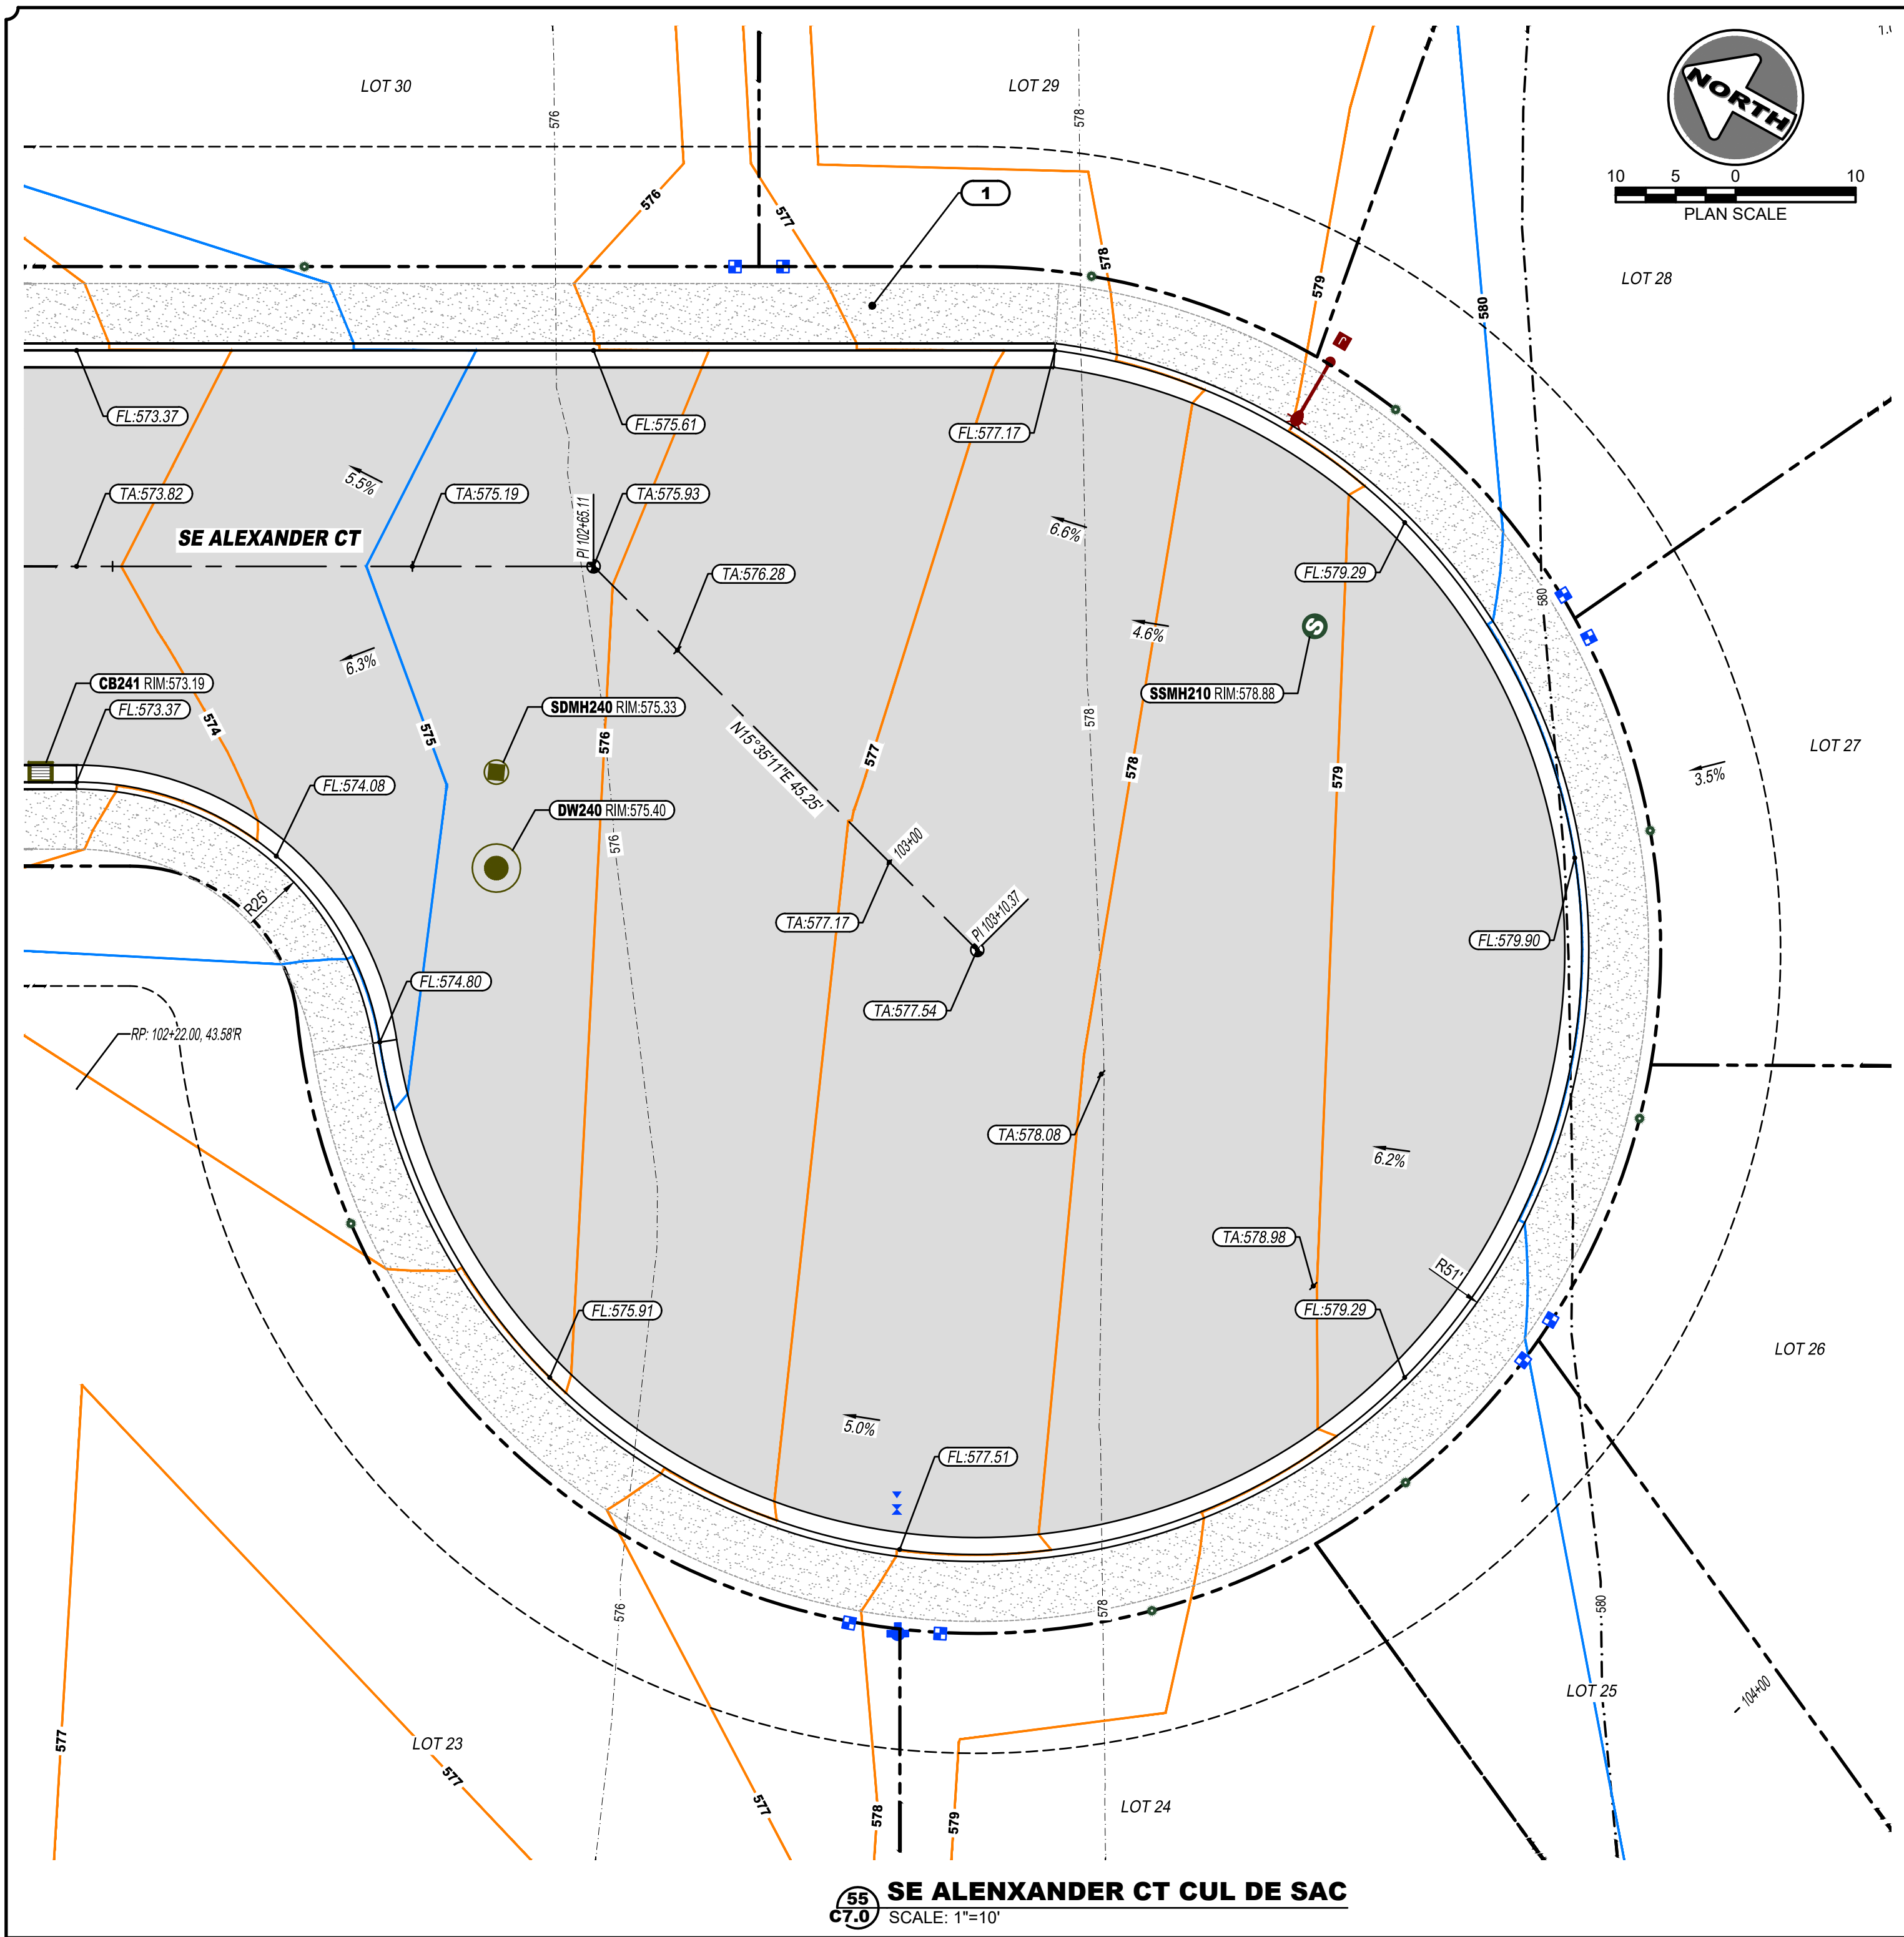 LOT 30
LOT 29
NORTH
10 5 0 10
PLAN SCALE
LOT 28
576
578
576
577
1
578
579
580
FL:573.37
FL:575.61
FL:577.17
5.5%
TA:573.82
TA:575.19
PI 102+65.11
TA:575.93
6.6%
SE ALEXANDER CT
TA:576.28
FL:579.29
580
S
4.6%
6.3%
CB241 RIM:573.19
FL:573.37
SDMH240 RIM:575.33
SSMH210 RIM:578.88
574
575
576
577
578
578
579
N15°35'11"E 45.25'
LOT 27
3.5%
FL:574.08
DW240 RIM:575.40
576
103+00
R25'
TA:577.17
PI 103+10.37
FL:579.90
FL:574.80
TA:577.54
RP: 102+22.00, 43.58'R
TA:578.08
6.2%
TA:578.98
R51'
FL:575.91
FL:579.29
LOT 26
5.0%
FL:577.51
576
578
580
LOT 25
104+00
577
LOT 23
577
577
578
579
LOT 24
55
C7.0
SE ALENXANDER CT CUL DE SAC
SCALE: 1"=10'